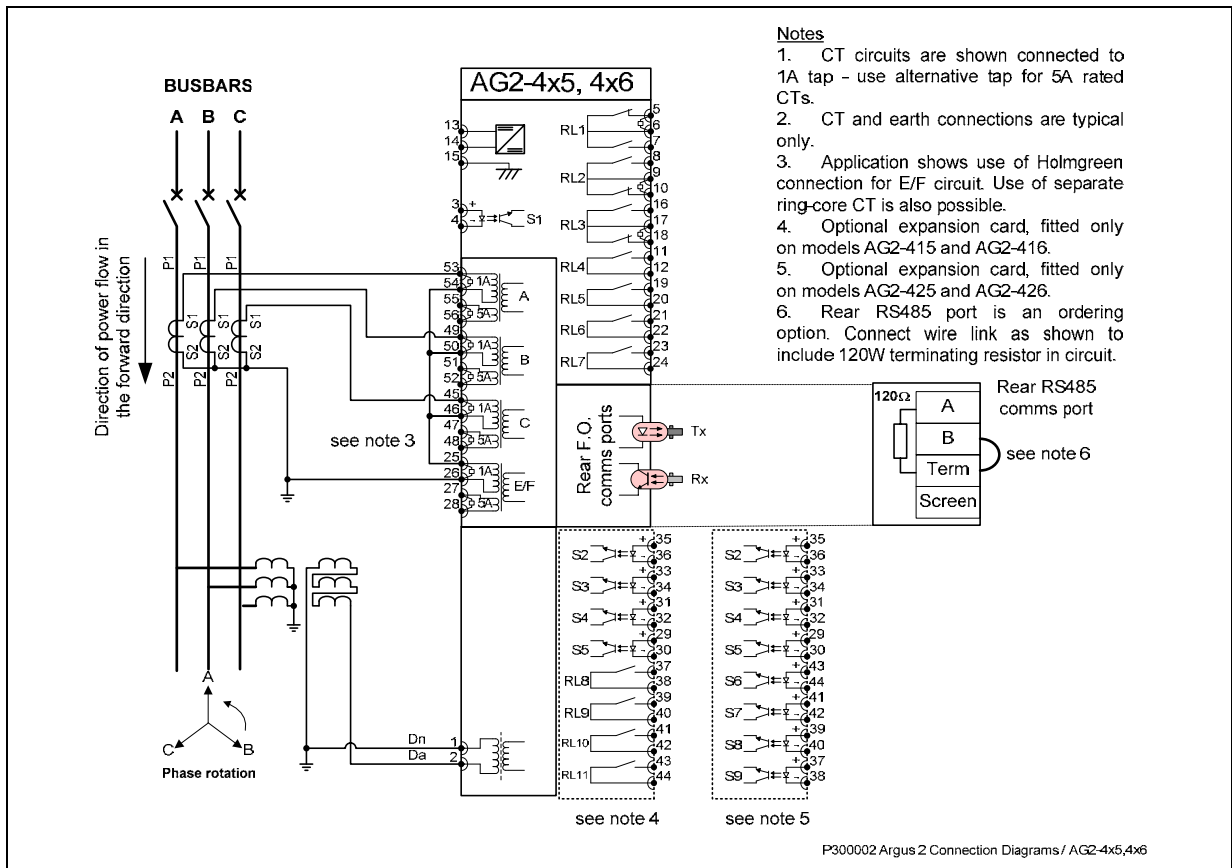 Notes
1. CT circuits are shown connected to
1A tap – use alternative tap for 5A rated
CTs.
2. CT and earth connections are typical
only.
3. Application shows use of Holmgreen
connection for E/F circuit. Use of separate
ring-core CT is also possible.
4. Optional expansion card, fitted only
on models AG2-415 and AG2-416.
5. Optional expansion card, fitted only
on models AG2-425 and AG2-426.
6. Rear RS485 port is an ordering
option. Connect wire link as shown to
include 120W terminating resistor in circuit.
BUSBARS
A B C
Direction of power flow in
the forward direction
P1 P1 P1
S1 S1 S1
S2 S2 S2
P2 P2 P2
see note 3
A
C B
Phase rotation
AG2-4x5, 4x6
13
14
15
3 +
4 -
S1
53
54 1A
55 A
56 5A
49
50 1A
51 B
52 5A
45
46 1A
47 C
48 5A
25
26 1A
27 E/F
28 5A
Dn 1
Da 2
5
RL1 6
7
8
RL2 9
10
16
RL3 17
18
11
RL4 12
19
RL5 20
21
RL6 22
23
RL7 24
Rear F.O.
comms ports
Tx
Rx
120Ω
A
B
Term
Screen
Rear RS485
comms port
see note 6
+ 35
S2 - 36
+ 33
S3 - 34
+ 31
S4 - 32
+ 29
S5 - 30
37
RL8 38
39
RL9 40
41
RL10 42
43
RL11 44
see note 4
+ 35
S2 - 36
+ 33
S3 - 34
+ 31
S4 - 32
+ 29
S5 - 30
+ 43
S6 - 44
+ 41
S7 - 42
+ 39
S8 - 40
+ 37
S9 - 38
see note 5
P300002 Argus 2 Connection Diagrams / AG2-4x5,4x6